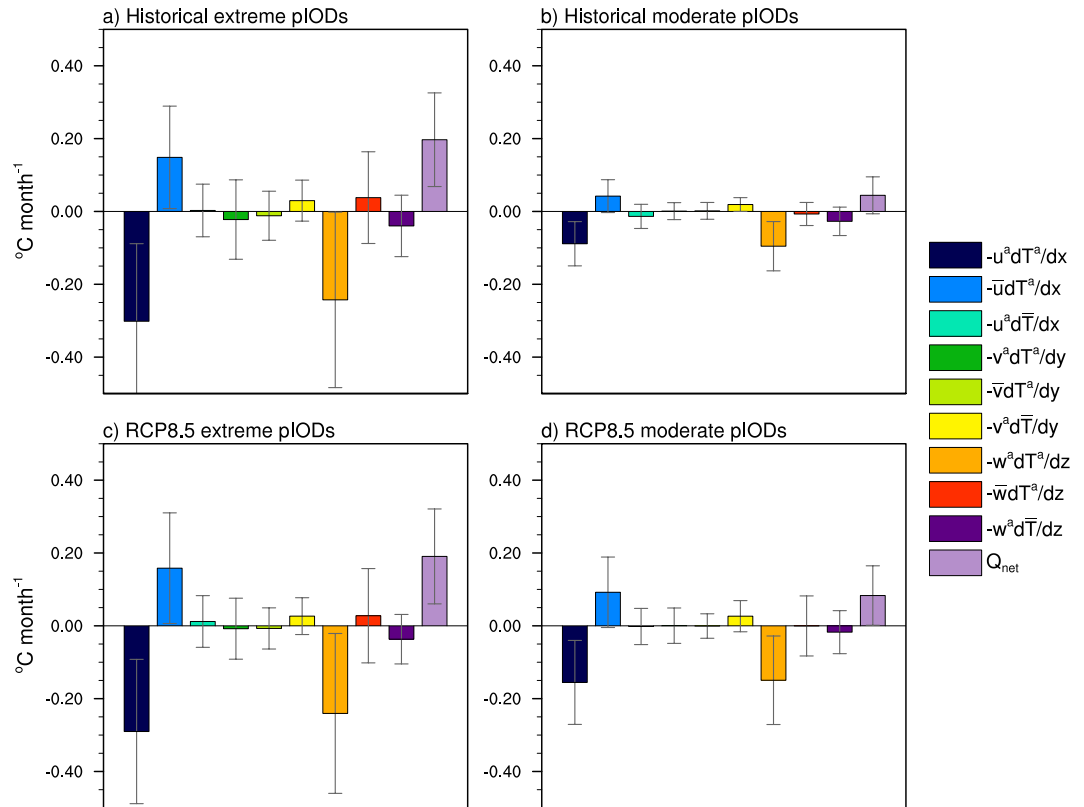 a) Historical extreme pIODs
b) Historical moderate pIODs
0.40
0.20
0.00
-0.20
-0.40
ºC month⁻¹
0.40
0.20
0.00
-0.20
-0.40
c) RCP8.5 extreme pIODs
d) RCP8.5 moderate pIODs
0.40
0.20
0.00
-0.20
-0.40
ºC month⁻¹
0.40
0.20
0.00
-0.20
-0.40
-uᵃdTᵃ/dx
-u̅dTᵃ/dx
-uᵃdT̅/dx
-vᵃdTᵃ/dy
-v̅dTᵃ/dy
-vᵃdT̅/dy
-wᵃdTᵃ/dz
-w̅dTᵃ/dz
-wᵃdT̅/dz
Qₙₑₜ